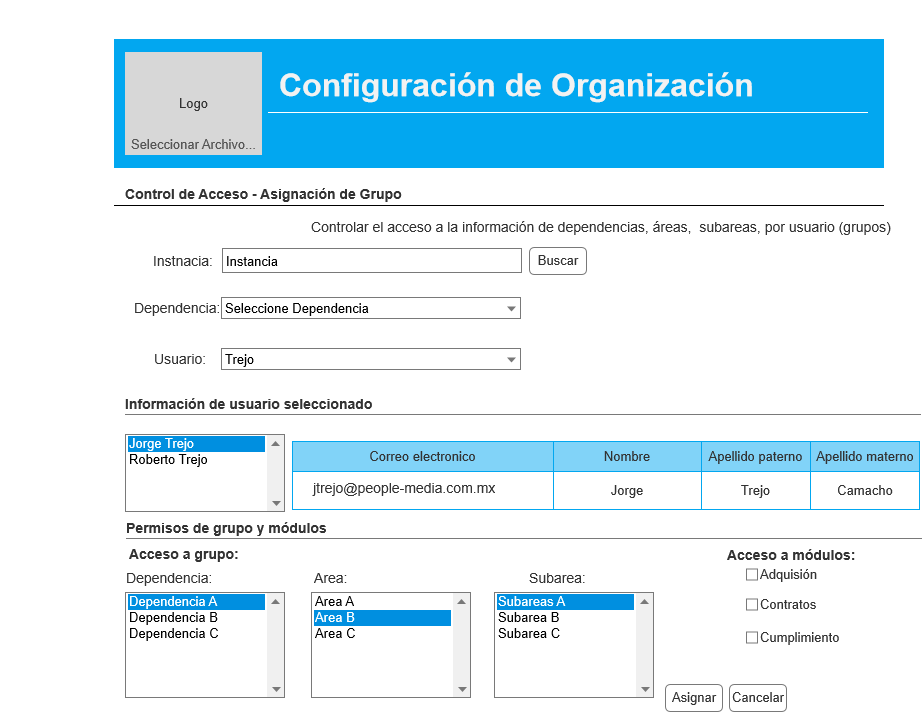 Configuración de Organización
Logo
Seleccionar Archivo...
Control de Acceso - Asignación de Grupo
Controlar el acceso a la información de dependencias, áreas, subareas, por usuario (grupos)
Instnacia: Instancia Buscar
Dependencia: Seleccione Dependencia
Usuario: Trejo
Información de usuario seleccionado
Jorge Trejo
Roberto Trejo
Correo electronico Nombre Apellido paterno Apellido materno
jtrejo@people-media.com.mx Jorge Trejo Camacho
Permisos de grupo y módulos
Acceso a grupo: Acceso a módulos:
Dependencia: Area: Subarea: Adquisión
Dependencia A Area A Subareas A Contratos
Dependencia B Area B Subarea B
Dependencia C Area C Subarea C Cumplimiento
Asignar Cancelar